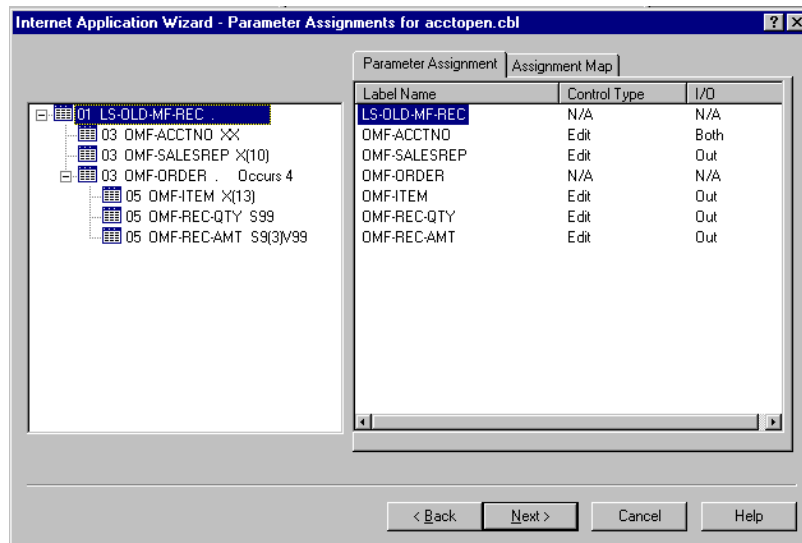 Internet Application Wizard - Parameter Assignments for acctopen.cbl
Parameter Assignment Assignment Map
Label Name Control Type I/O
01 LS-OLD-MF-REC .
03 OMF-ACCTNO XX
03 OMF-SALESREP X(10)
03 OMF-ORDER . Occurs 4
05 OMF-ITEM X(13)
05 OMF-REC-QTY S99
05 OMF-REC-AMT S9(3)V99
LS-OLD-MF-REC N/A N/A
OMF-ACCTNO Edit Both
OMF-SALESREP Edit Out
OMF-ORDER N/A N/A
OMF-ITEM Edit Out
OMF-REC-QTY Edit Out
OMF-REC-AMT Edit Out
< Back Next > Cancel Help